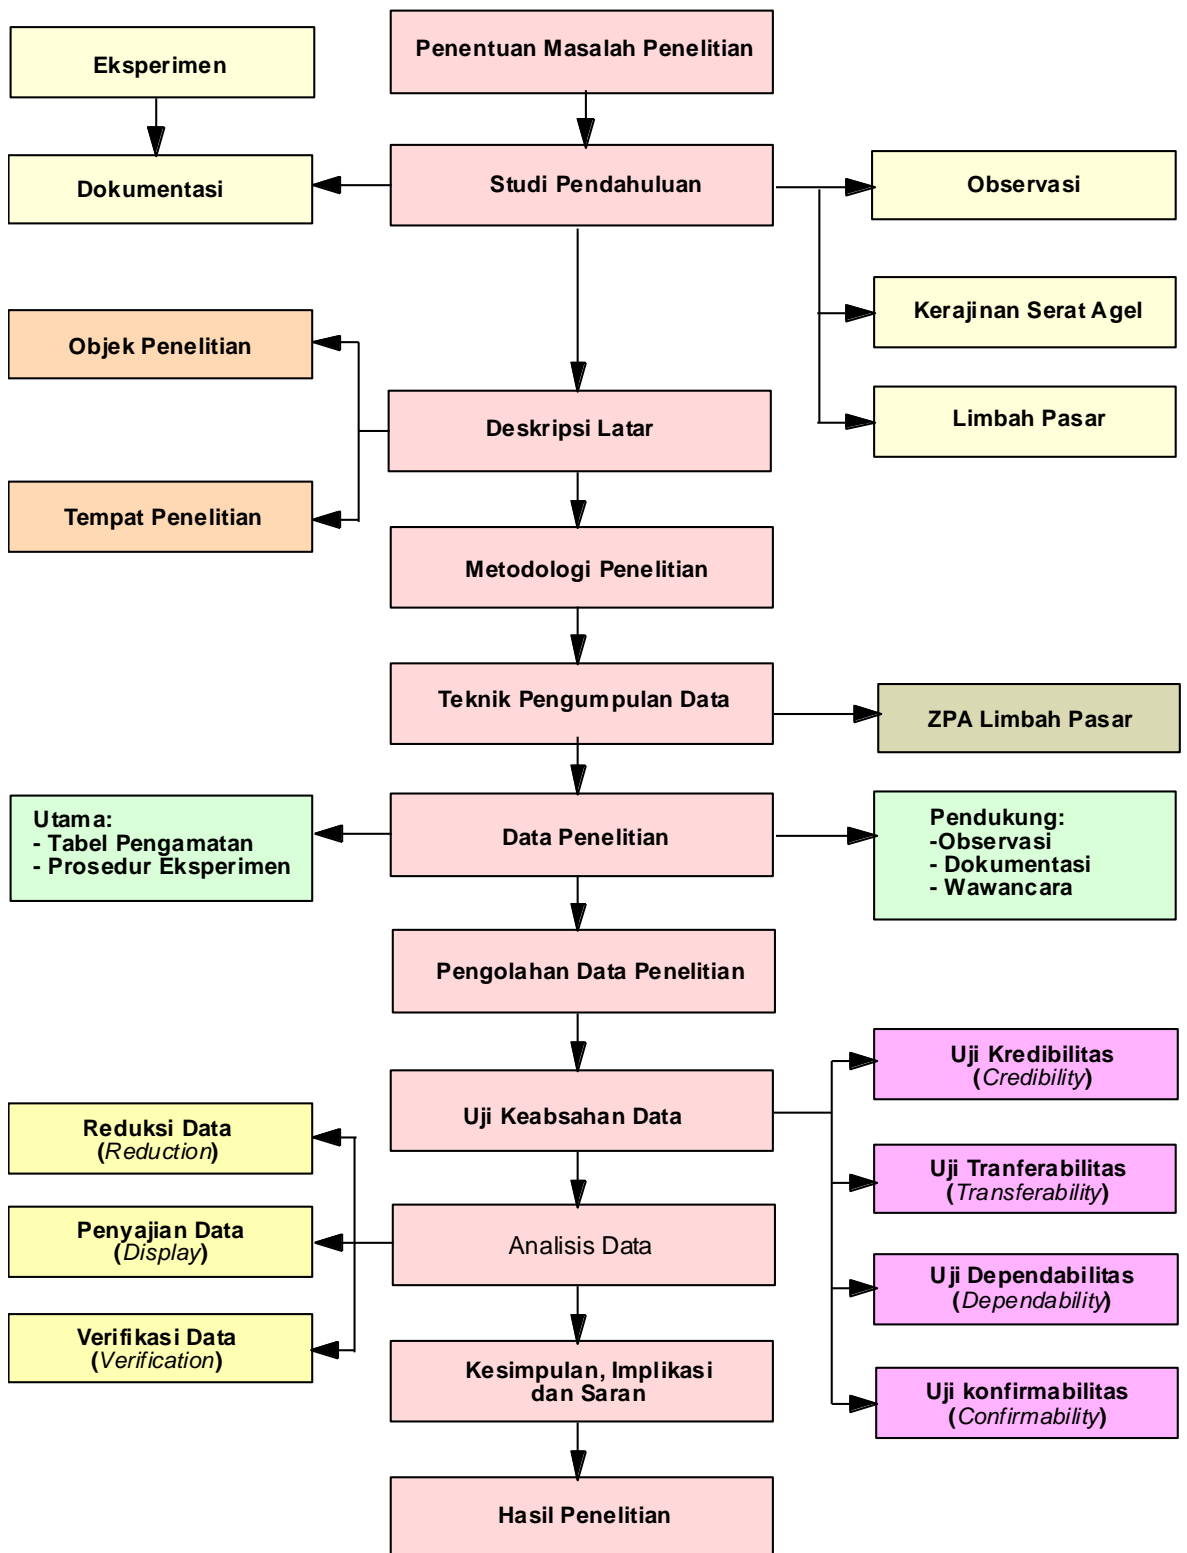 Penentuan Masalah Penelitian
Eksperimen
Dokumentasi
Studi Pendahuluan
Observasi
Kerajinan Serat Agel
Limbah Pasar
Objek Penelitian
Deskripsi Latar
Tempat Penelitian
Metodologi Penelitian
Teknik Pengumpulan Data
ZPA Limbah Pasar
Utama:
- Tabel Pengamatan
- Prosedur Eksperimen
Data Penelitian
Pendukung:
-Observasi
- Dokumentasi
- Wawancara
Pengolahan Data Penelitian
Uji Keabsahan Data
Uji Kredibilitas
(Credibility)
Uji Tranferabilitas
(Transferability)
Uji Dependabilitas
(Dependability)
Uji konfirmabilitas
(Confirmability)
Reduksi Data
(Reduction)
Penyajian Data
(Display)
Verifikasi Data
(Verification)
Analisis Data
Kesimpulan, Implikasi
dan Saran
Hasil Penelitian